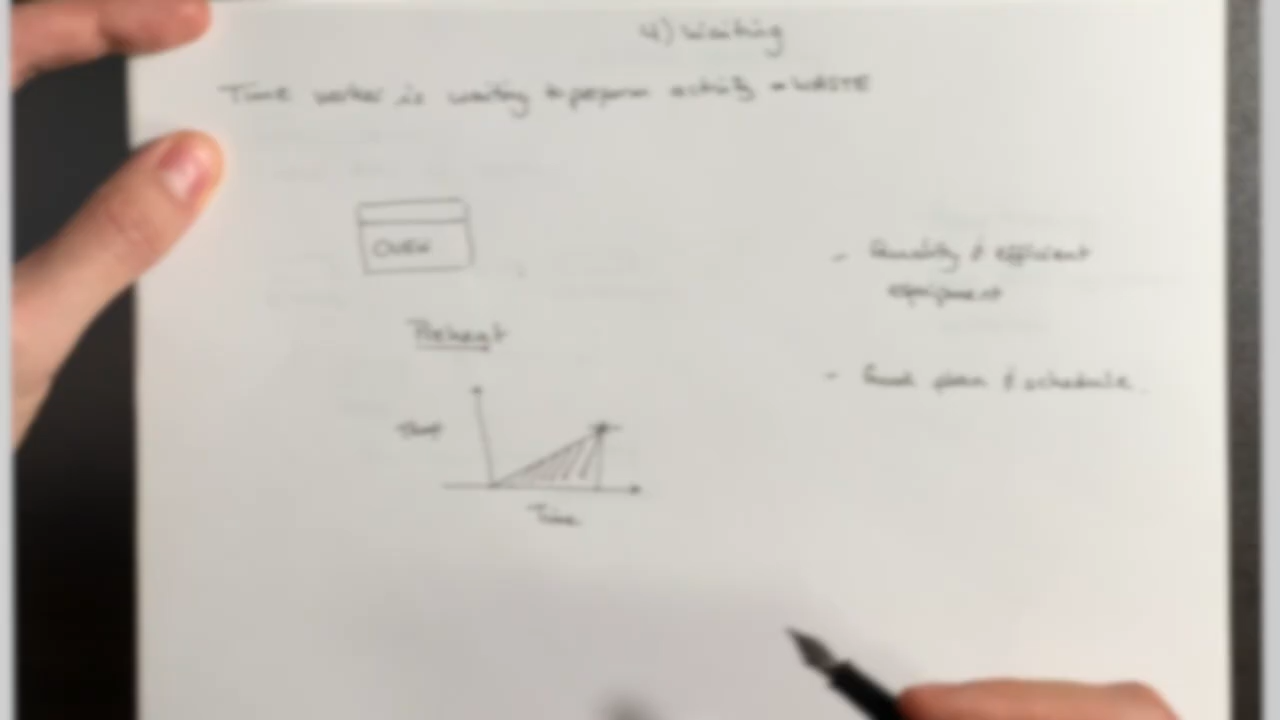 4) Waiting
Time worker is waiting to perform activity = WASTE
OVEN
- Quality & efficient
equipment
Preheat
- Good plan & schedule.
Temp
Time